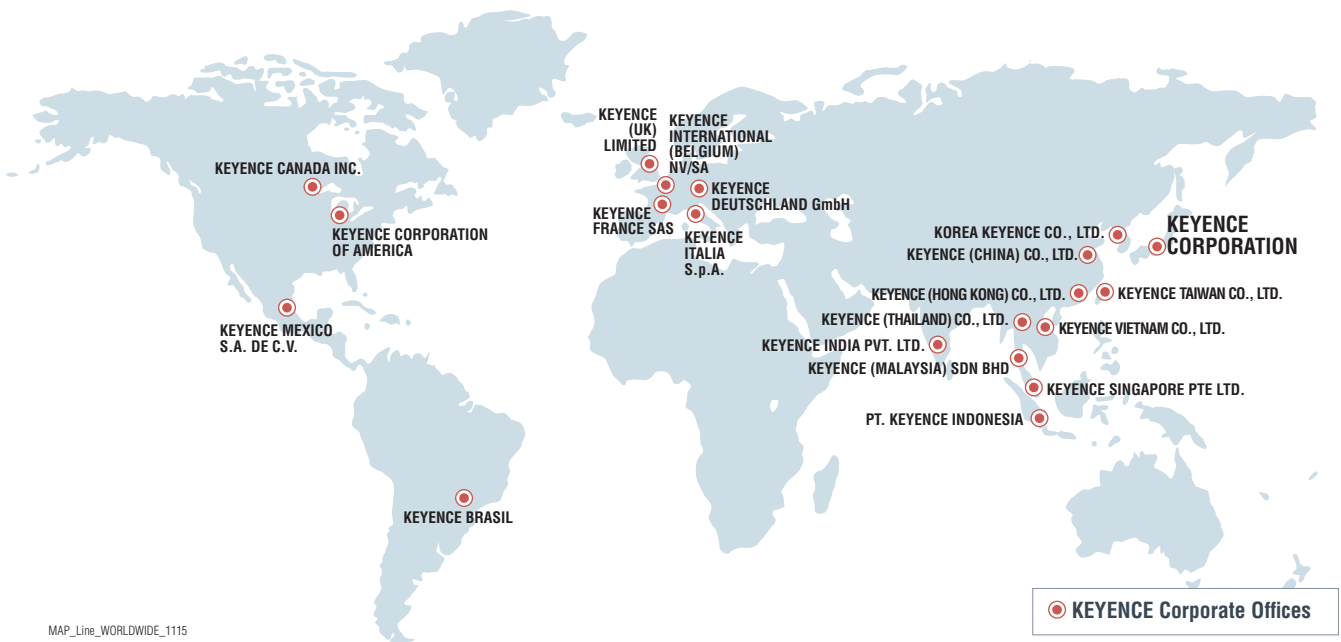 KEYENCE
(UK)
LIMITED
KEYENCE
INTERNATIONAL
(BELGIUM)
NV/SA
KEYENCE CANADA INC.
KEYENCE
DEUTSCHLAND GmbH
KEYENCE
FRANCE SAS
KEYENCE CORPORATION
OF AMERICA
KEYENCE
ITALIA
S.p.A.
KOREA KEYENCE CO., LTD.
KEYENCE
CORPORATION
KEYENCE (CHINA) CO., LTD.
KEYENCE (HONG KONG) CO., LTD.
KEYENCE TAIWAN CO., LTD.
KEYENCE MEXICO
S.A. DE C.V.
KEYENCE (THAILAND) CO., LTD.
KEYENCE VIETNAM CO., LTD.
KEYENCE INDIA PVT. LTD.
KEYENCE (MALAYSIA) SDN BHD
KEYENCE SINGAPORE PTE LTD.
PT. KEYENCE INDONESIA
KEYENCE BRASIL
KEYENCE Corporate Offices
MAP_Line_WORLDWIDE_1115